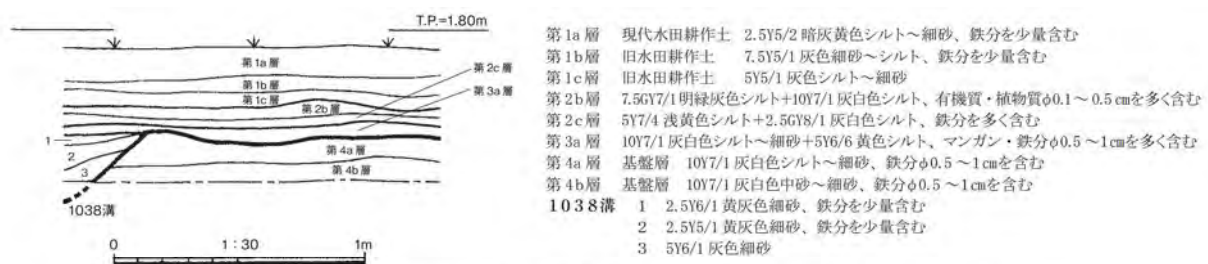 T.P.=1.80m
第1a層
第1b層
第1c層
第2b層
第2c層
第3a層
第4a層
第4b層
1
2
3
1038溝
0
1:30
1m
第1a層 現代水田耕作土 2.5Y5/2 暗灰黄色シルト～細砂、鉄分を少量含む
第1b層 旧水田耕作土 7.5Y5/1 灰色細砂～シルト、鉄分を少量含む
第1c層 旧水田耕作土 5Y5/1 灰色シルト～細砂
第2b層 7.5GY7/1 明緑灰色シルト+10Y7/1 灰白色シルト、有機質・植物質φ0.1～0.5㎝を多く含む
第2c層 5Y7/4 浅黄色シルト+2.5GY8/1 灰白色シルト、鉄分を多く含む
第3a層 10Y7/1 灰白色シルト～細砂+5Y6/6 黄色シルト、マンガン・鉄分φ0.5～1㎝を多く含む
第4a層 基盤層 10Y7/1 灰白色シルト～細砂、鉄分φ0.5～1㎝を含む
第4b層 基盤層 10Y7/1 灰白色中砂～細砂、鉄分φ0.5～1㎝を含む
1038溝 1 2.5Y6/1 黄灰色細砂、鉄分を少量含む
2 2.5Y5/1 黄灰色細砂、鉄分を少量含む
3 5Y6/1 灰色細砂